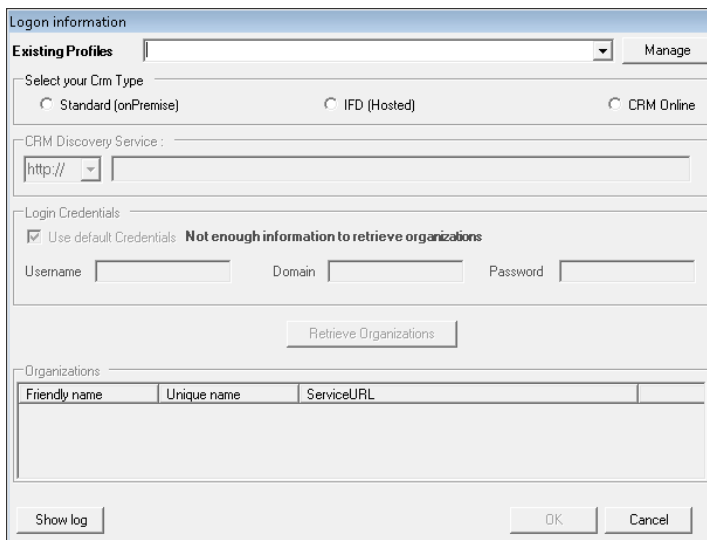 Logon information
Existing Profiles Manage
Select your Crm Type
Standard (onPremise) IFD (Hosted) CRM Online
CRM Discovery Service :
http://
Login Credentials
Use default Credentials Not enough information to retrieve organizations
Username Domain Password
Retrieve Organizations
Organizations
Friendly name Unique name ServiceURL
Show log OK Cancel